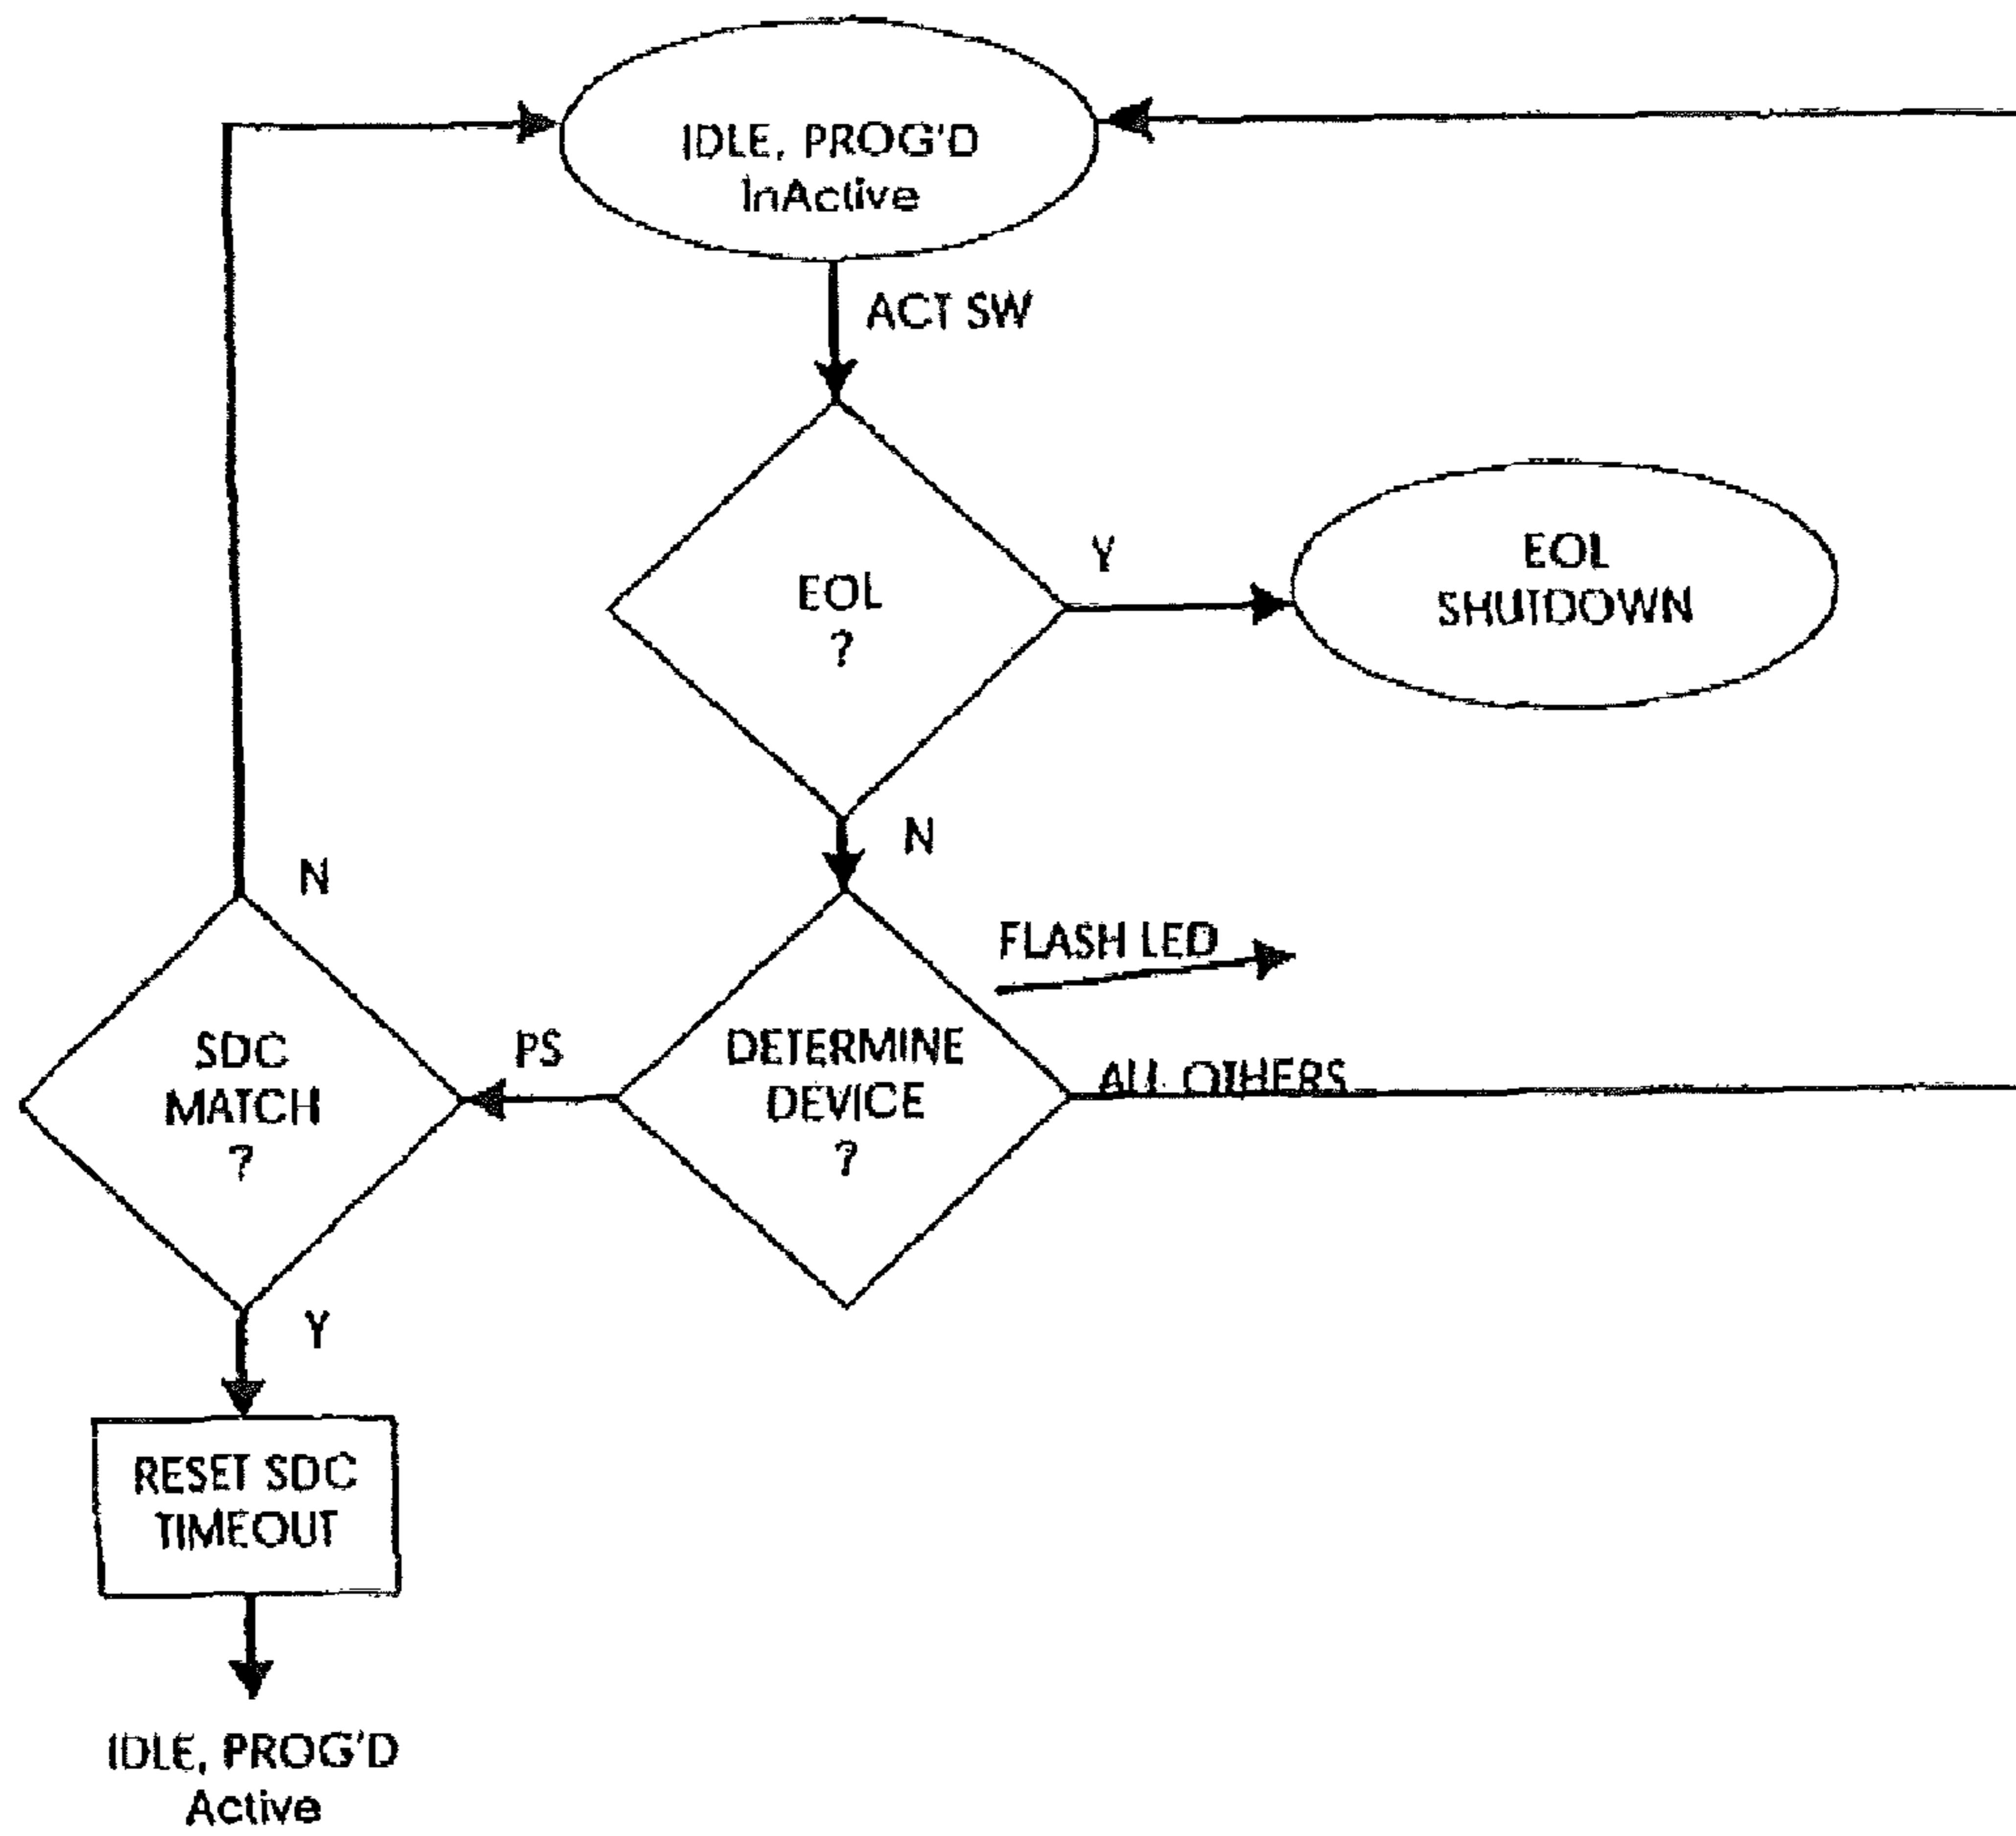 IDLE, PROG'D
InActive
ACT SW
EOL
?
Y
EOL
SHUTDOWN
N
N
FLASH LED
SDC
MATCH
?
PS
DETERMINE
DEVICE
?
ALL OTHERS
Y
RESET SDC
TIMEOUT
IDLE, PROG'D
Active